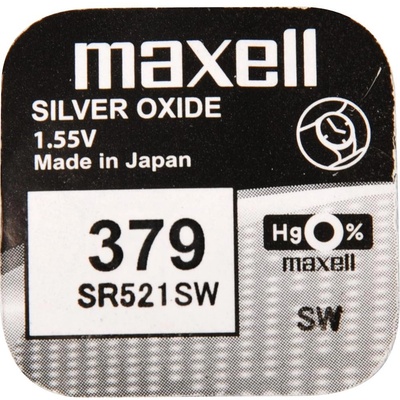 maxell
SILVER OXIDE
1.55V
Made in Japan
379
SR521SW
Hg 0 %
maxell
SW